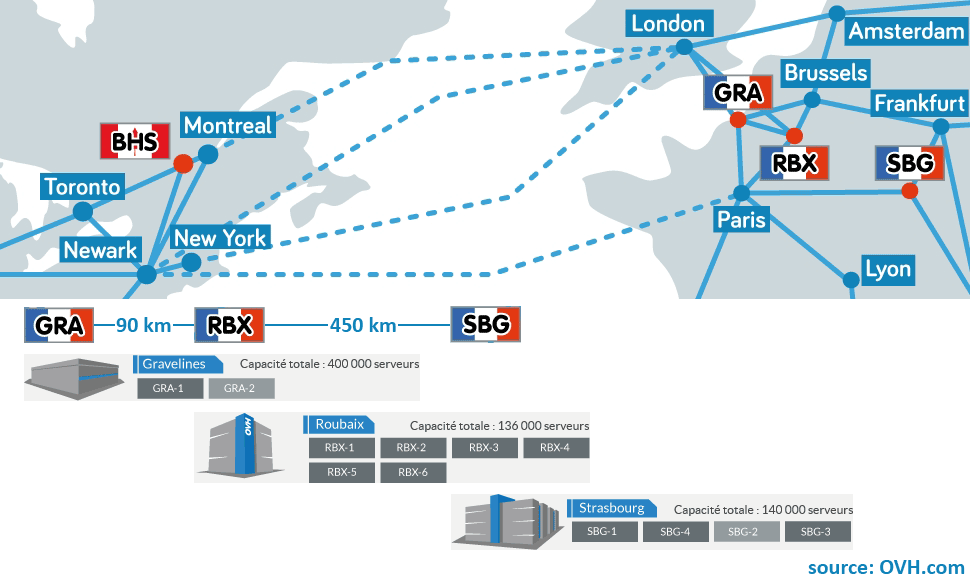 London
Amsterdam
Brussels
GRA
Frankfurt
Montreal
BHS
RBX
SBG
Toronto
Paris
New York
Newark
Lyon
GRA 90 km RBX 450 km SBG
Gravelines Capacité totale : 400 000 serveurs
GRA-1 GRA-2
OVH
Roubaix Capacité totale : 136 000 serveurs
RBX-1 RBX-2 RBX-3 RBX-4
RBX-5 RBX-6
Strasbourg Capacité totale : 140 000 serveurs
SBG-1 SBG-4 SBG-2 SBG-3
source: OVH.com